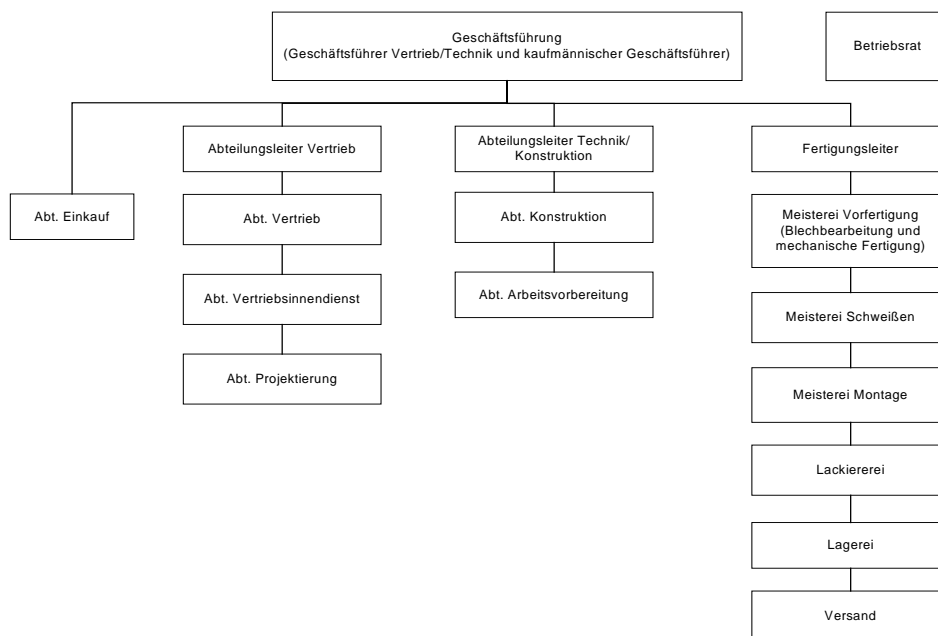 Geschäftsführung
(Geschäftsführer Vertrieb/Technik und kaufmännischer Geschäftsführer)
Betriebsrat
Abteilungsleiter Vertrieb
Abteilungsleiter Technik/
Konstruktion
Fertigungsleiter
Abt. Einkauf
Abt. Vertrieb
Abt. Konstruktion
Meisterei Vorfertigung
(Blechbearbeitung und
mechanische Fertigung)
Abt. Vertriebsinnendienst
Abt. Arbeitsvorbereitung
Meisterei Schweißen
Abt. Projektierung
Meisterei Montage
Lackiererei
Lagerei
Versand